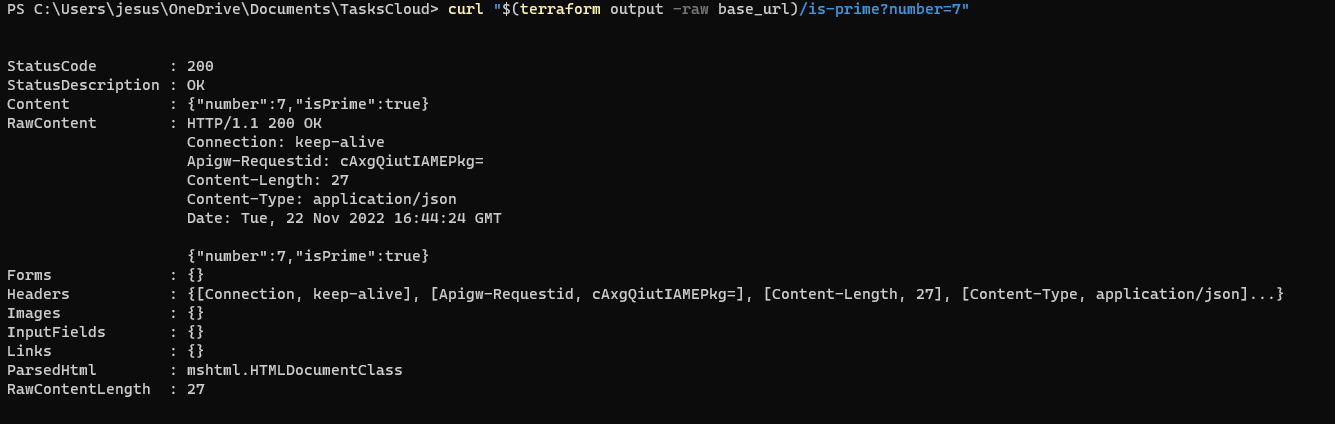 PS C:\Users\jesus\OneDrive\Documents\TasksCloud> curl "$(terraform output -raw base_url)/is-prime?number=7"
StatusCode        : 200
StatusDescription : OK
Content           : {"number":7,"isPrime":true}
RawContent        : HTTP/1.1 200 OK
                    Connection: keep-alive
                    Apigw-Requestid: cAxgQiutIAMEPkg=
                    Content-Length: 27
                    Content-Type: application/json
                    Date: Tue, 22 Nov 2022 16:44:24 GMT
                    {"number":7,"isPrime":true}
Forms             : {}
Headers           : {[Connection, keep-alive], [Apigw-Requestid, cAxgQiutIAMEPkg=], [Content-Length, 27], [Content-Type, application/json]...}
Images            : {}
InputFields       : {}
Links             : {}
ParsedHtml        : mshtml.HTMLDocumentClass
RawContentLength  : 27